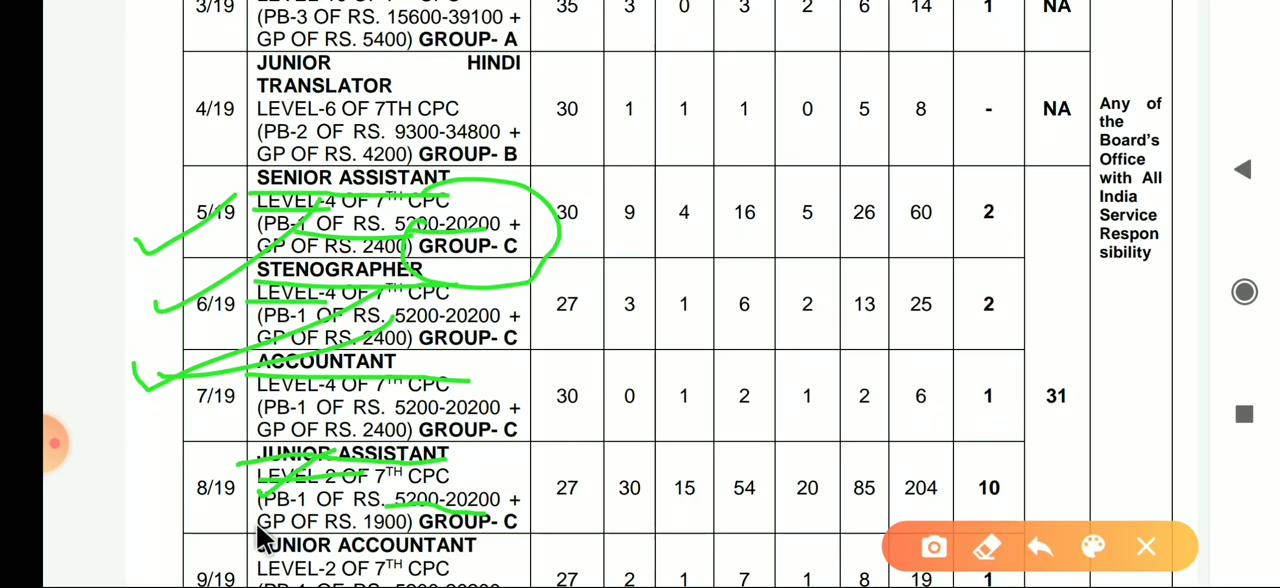 3/19 35 3 0 3 2 6 14 1 NA
(PB-3 OF RS. 15600-39100 +
GP OF RS. 5400) GROUP- A
JUNIOR HINDI
TRANSLATOR
LEVEL-6 OF 7TH CPC
(PB-2 OF RS. 9300-34800 +
GP OF RS. 4200) GROUP- B
4/19 30 1 1 1 0 5 8 - NA
SENIOR ASSISTANT
LEVEL-4 OF 7TH CPC
(PB-1 OF RS. 5200-20200 +
GP OF RS. 2400) GROUP- C
5/19 30 9 4 16 5 26 60 2
STENOGRAPHER
LEVEL-4 OF 7TH CPC
(PB-1 OF RS. 5200-20200 +
GP OF RS. 2400) GROUP- C
6/19 27 3 1 6 2 13 25 2
ACCOUNTANT
LEVEL-4 OF 7TH CPC
(PB-1 OF RS. 5200-20200 +
GP OF RS. 2400) GROUP- C
7/19 30 0 1 2 1 2 6 1 31
JUNIOR ASSISTANT
LEVEL-2 OF 7TH CPC
(PB-1 OF RS. 5200-20200 +
GP OF RS. 1900) GROUP- C
8/19 27 30 15 54 20 85 204 10
JUNIOR ACCOUNTANT
LEVEL-2 OF 7TH CPC
9/19 27 2 1 7 1 8 19 1
Any of
the
Board's
Office
with All
India
Service
Respon
sibility